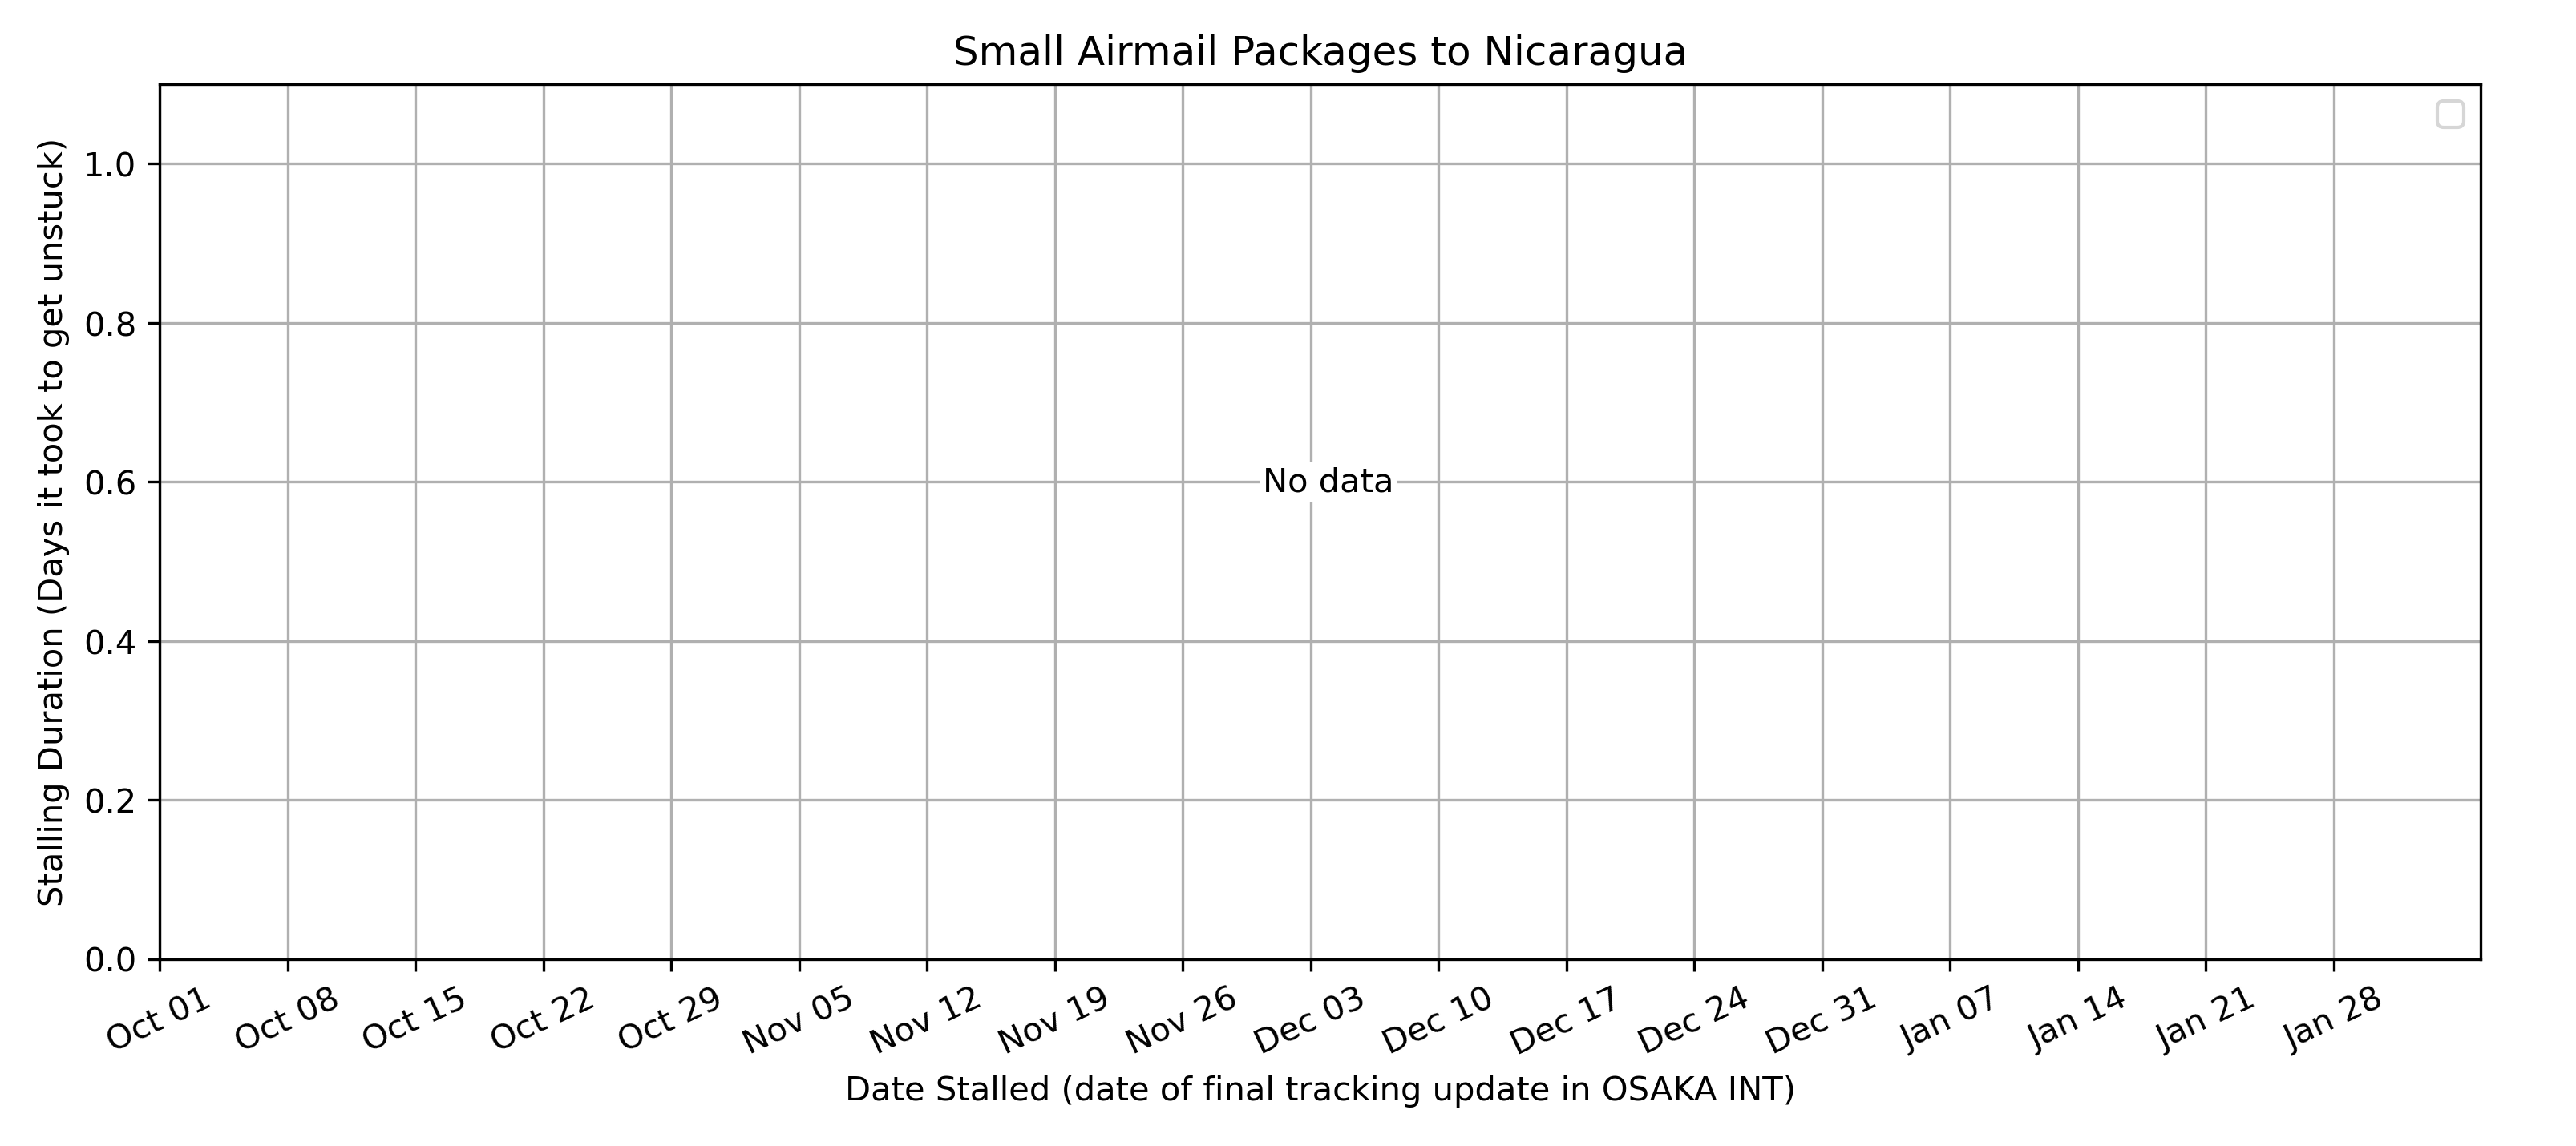 Small Airmail Packages to Nicaragua
Stalling Duration (Days it took to get unstuck)
1.0
0.8
0.6
0.4
0.2
0.0
No data
Oct 01 Oct 08 Oct 15 Oct 22 Oct 29 Nov 05 Nov 12 Nov 19 Nov 26 Dec 03 Dec 10 Dec 17 Dec 24 Dec 31 Jan 07 Jan 14 Jan 21 Jan 28
Date Stalled (date of final tracking update in OSAKA INT)